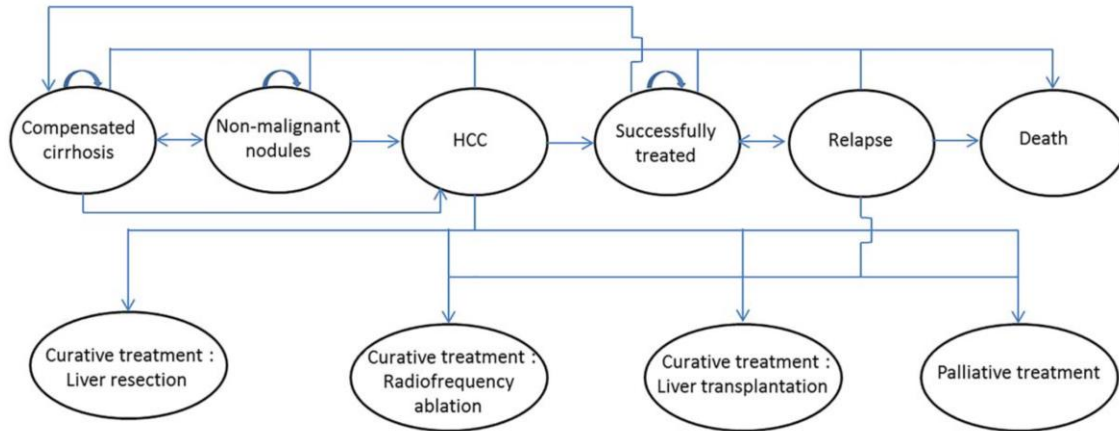 Compensated
cirrhosis
Non-malignant
nodules
HCC
Successfully
treated
Relapse
Death
Curative treatment :
Liver resection
Curative treatment :
Radiofrequency
ablation
Curative treatment :
Liver transplantation
Palliative treatment